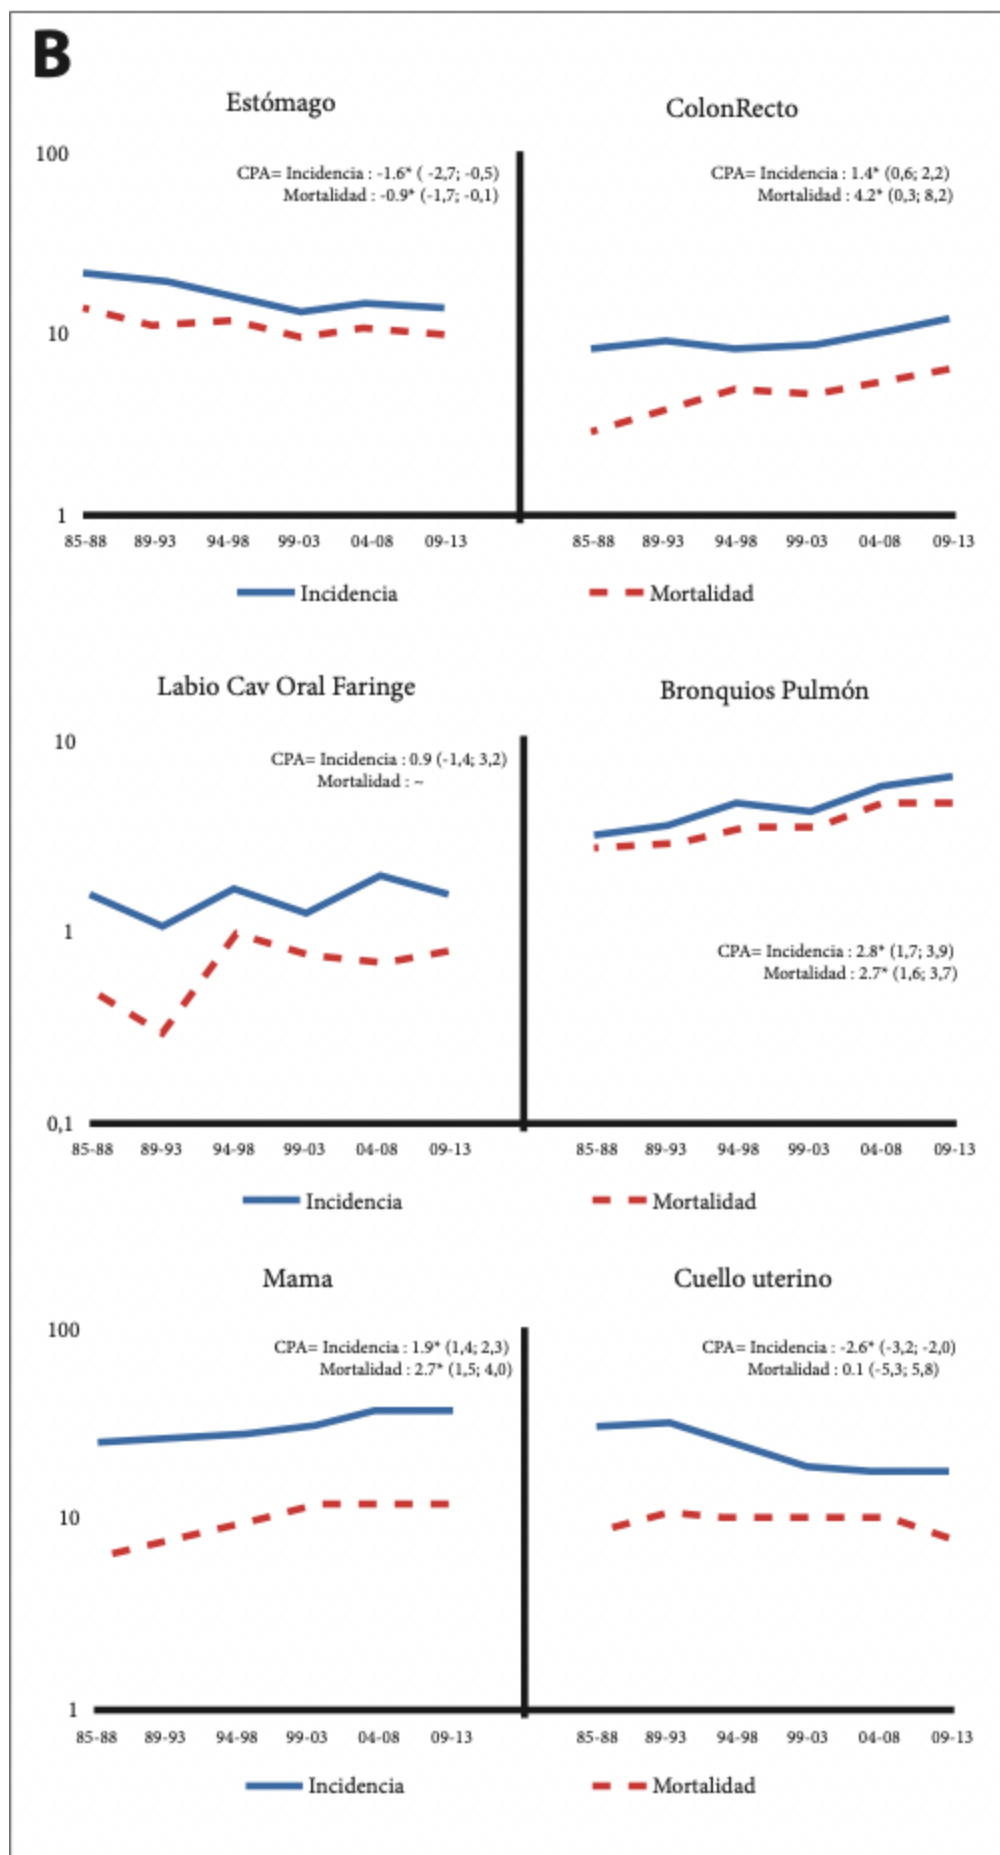 B
Estómago
ColonRecto
100
CPA= Incidencia : -1.6* ( -2,7; -0,5)
Mortalidad : -0.9* (-1,7; -0,1)
CPA= Incidencia : 1.4* (0,6; 2,2)
Mortalidad : 4.2* (0,3; 8,2)
10
1
85-88 89-93 94-98 99-03 04-08 09-13
85-88 89-93 94-98 99-03 04-08 09-13
Incidencia
Mortalidad
Labio Cav Oral Faringe
Bronquios Pulmón
10
CPA= Incidencia : 0.9 (-1,4; 3,2)
Mortalidad : ~
1
CPA= Incidencia : 2.8* (1,7; 3,9)
Mortalidad : 2.7* (1,6; 3,7)
0,1
85-88 89-93 94-98 99-03 04-08 09-13
85-88 89-93 94-98 99-03 04-08 09-13
Incidencia
Mortalidad
Mama
Cuello uterino
100
CPA= Incidencia : 1.9* (1,4; 2,3)
Mortalidad : 2.7* (1,5; 4,0)
CPA= Incidencia : -2.6* (-3,2; -2,0)
Mortalidad : 0.1 (-5,3; 5,8)
10
1
85-88 89-93 94-98 99-03 04-08 09-13
85-88 89-93 94-98 99-03 04-08 09-13
Incidencia
Mortalidad